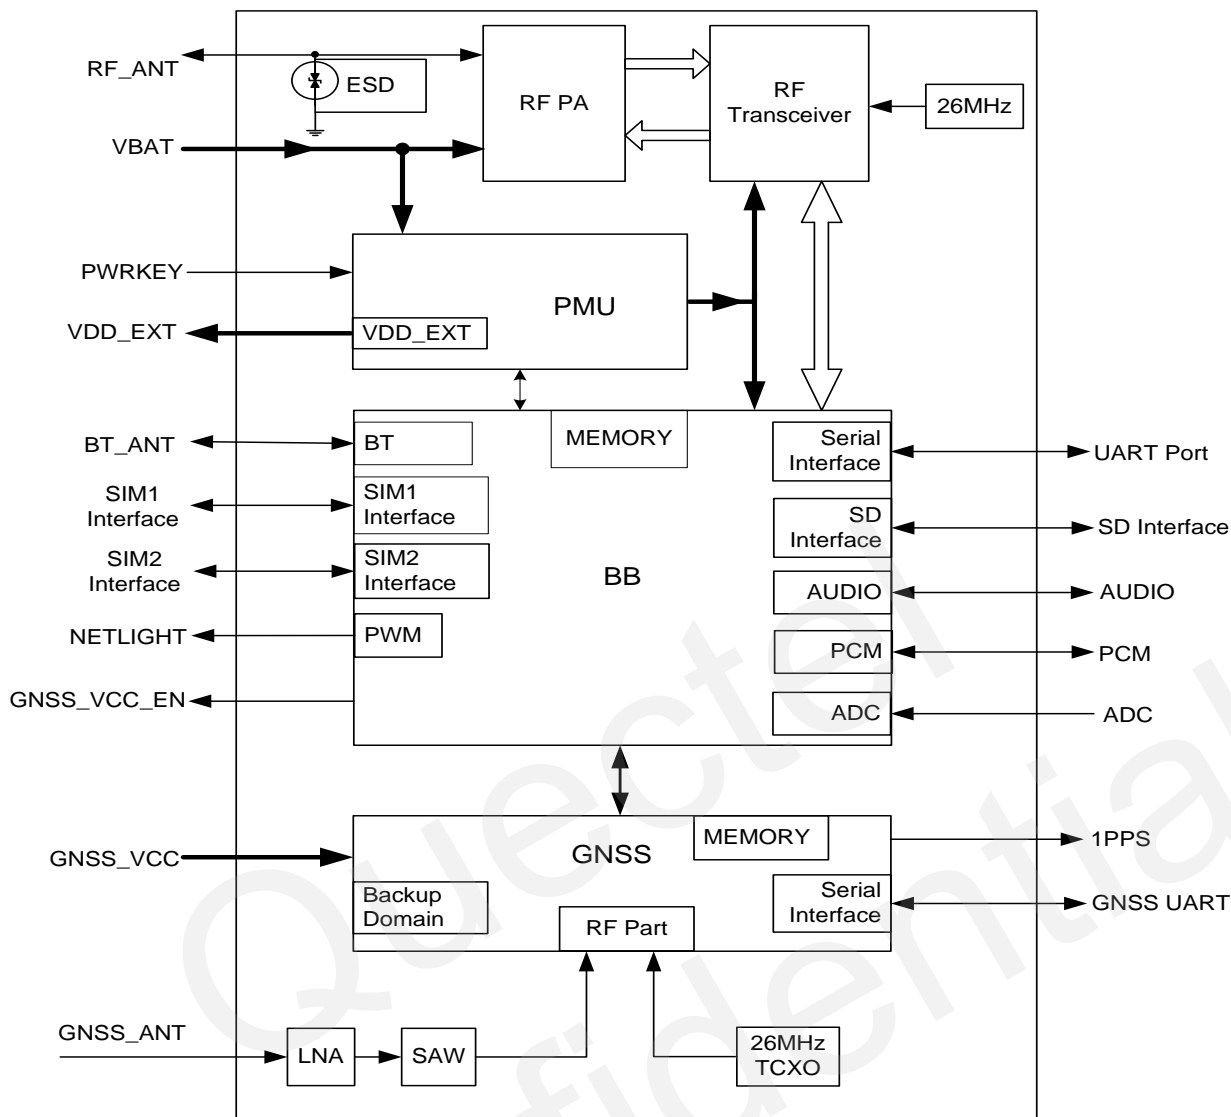 RF_ANT
ESD
RF PA
RF
Transceiver
26MHz
VBAT
PWRKEY
PMU
VDD_EXT
VDD_EXT
BT_ANT
BT
MEMORY
Serial
Interface
UART Port
SIM1
Interface
SIM1
Interface
SD
Interface
SD Interface
SIM2
Interface
SIM2
Interface
BB
AUDIO
AUDIO
NETLIGHT
PWM
PCM
PCM
GNSS_VCC_EN
ADC
ADC
MEMORY
1PPS
GNSS_VCC
GNSS
Backup
Domain
Serial
Interface
GNSS UART
RF Part
GNSS_ANT
LNA
SAW
26MHz
TCXO
Quectel